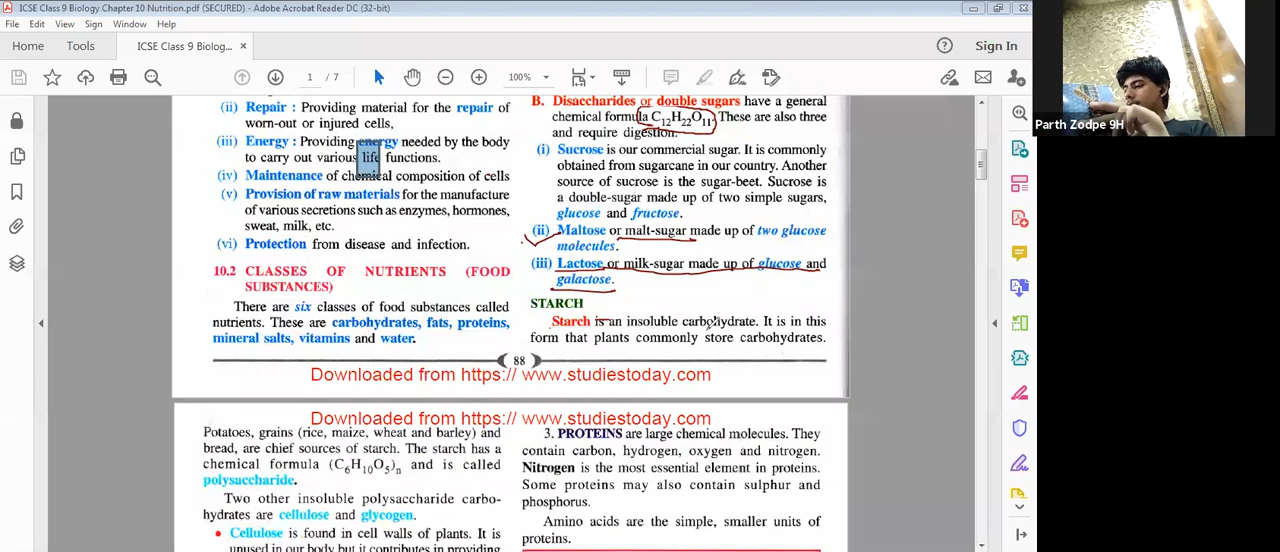 ICSE Class 9 Biology Chapter 10 Nutrition.pdf (SECURED) - Adobe Acrobat Reader DC (32-bit)
File Edit View Sign Window Help
Home Tools ICSE Class 9 Biolog... × Sign In
1 / 7 100%
(ii) Repair : Providing material for the repair of
worn-out or injured cells,
(iii) Energy : Providing energy needed by the body
to carry out various life functions.
(iv) Maintenance of chemical composition of cells
(v) Provision of raw materials for the manufacture
of various secretions such as enzymes, hormones,
sweat, milk, etc.
(vi) Protection from disease and infection.
10.2 CLASSES OF NUTRIENTS (FOOD
SUBSTANCES)
There are six classes of food substances called
nutrients. These are carbohydrates, fats, proteins,
mineral salts, vitamins and water.
B. Disaccharides or double sugars have a general
chemical formula C12H22O11. These are also three
and require digestion.
(i) Sucrose is our commercial sugar. It is commonly
obtained from sugarcane in our country. Another
source of sucrose is the sugar-beet. Sucrose is
a double-sugar made up of two simple sugars,
glucose and fructose.
(ii) Maltose or malt-sugar made up of two glucose
molecules.
(iii) Lactose or milk-sugar made up of glucose and
galactose.
STARCH
Starch is an insoluble carbohydrate. It is in this
form that plants commonly store carbohydrates.
88
Downloaded from https:// www.studiestoday.com
Downloaded from https:// www.studiestoday.com
Potatoes, grains (rice, maize, wheat and barley) and
bread, are chief sources of starch. The starch has a
chemical formula (C6H10O5)n and is called
polysaccharide.
Two other insoluble polysaccharide carbo-
hydrates are cellulose and glycogen.
• Cellulose is found in cell walls of plants. It is
unused in our body but it contributes in providing
3. PROTEINS are large chemical molecules. They
contain carbon, hydrogen, oxygen and nitrogen.
Nitrogen is the most essential element in proteins.
Some proteins may also contain sulphur and
phosphorus.
Amino acids are the simple, smaller units of
proteins.
Parth Zodpe 9H